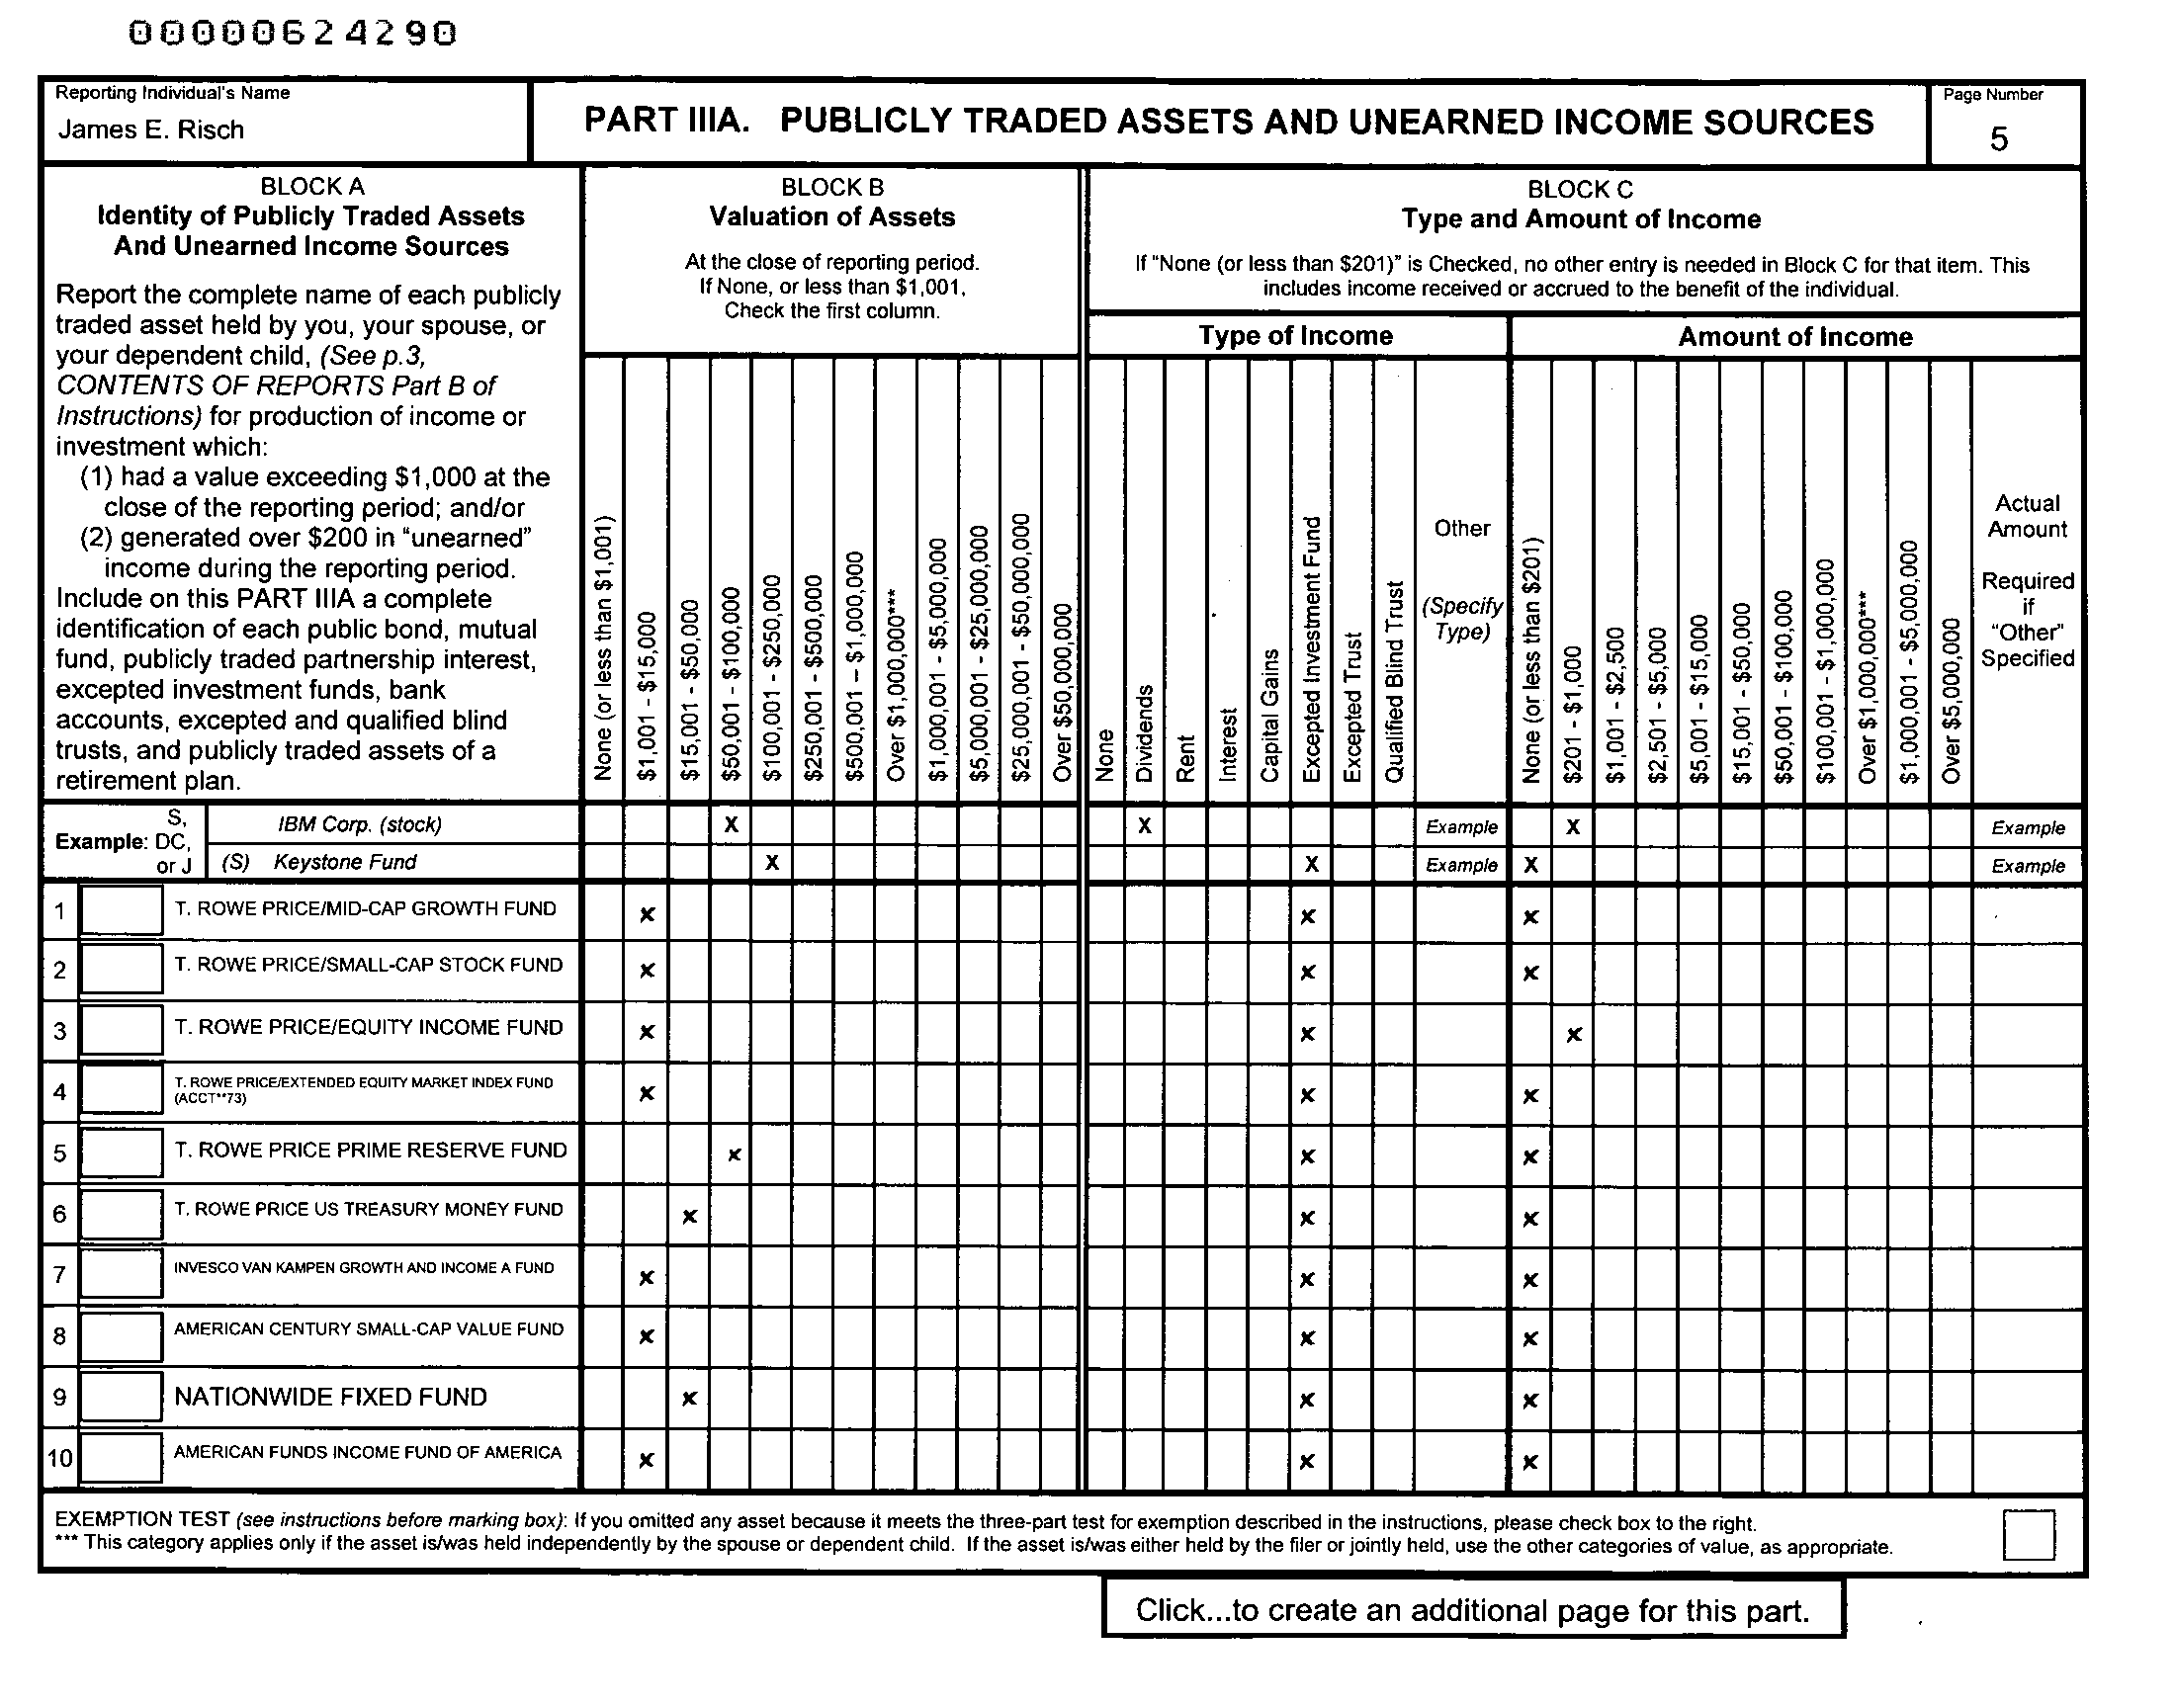 00000624290
Reporting Individual's Name
James E. Risch
PART IIIA. PUBLICLY TRADED ASSETS AND UNEARNED INCOME SOURCES
Page Number
5
BLOCK A
Identity of Publicly Traded Assets
And Unearned Income Sources
Report the complete name of each publicly
traded asset held by you, your spouse, or
your dependent child, (See p.3,
CONTENTS OF REPORTS Part B of
Instructions) for production of income or
investment which:
(1) had a value exceeding $1,000 at the
close of the reporting period; and/or
(2) generated over $200 in "unearned"
income during the reporting period.
Include on this PART IIIA a complete
identification of each public bond, mutual
fund, publicly traded partnership interest,
excepted investment funds, bank
accounts, excepted and qualified blind
trusts, and publicly traded assets of a
retirement plan.
BLOCK B
Valuation of Assets
At the close of reporting period.
If None, or less than $1,001,
Check the first column.
None (or less than $1,001)
$1,001 - $15,000
$15,001 - $50,000
$50,001 - $100,000
$100,001 - $250,000
$250,001 - $500,000
$500,001 – $1,000,000
Over $1,000,000***
$1,000,001 - $5,000,000
$5,000,001 - $25,000,000
$25,000,001 - $50,000,000
Over $50,000,000
BLOCK C
Type and Amount of Income
If "None (or less than $201)" is Checked, no other entry is needed in Block C for that item. This
includes income received or accrued to the benefit of the individual.
Type of Income
None
Dividends
Rent
Interest
Capital Gains
Excepted Investment Fund
Excepted Trust
Qualified Bind Trust
Other
(Specify
Type)
Amount of Income
None (or less than $201)
$201 - $1,000
$1,001 - $2,500
$2,501 - $5,000
$5,001 - $15,000
$15,001 - $50,000
$50,001 - $100,000
$100,001 - $1,000,000
Over $1,000,000***
$1,000,001 - $5,000,000
Over $5,000,000
Actual
Amount
Required
if
"Other"
Specified
Example: S,
DC,
or J
IBM Corp. (stock) X X Example X Example
(S) Keystone Fund X X Example X Example
1 T. ROWE PRICE/MID-CAP GROWTH FUND x x x
2 T. ROWE PRICE/SMALL-CAP STOCK FUND x x x
3 T. ROWE PRICE/EQUITY INCOME FUND x x x
4 T. ROWE PRICE/EXTENDED EQUITY MARKET INDEX FUND
(ACCT**73) x x x
5 T. ROWE PRICE PRIME RESERVE FUND x x x
6 T. ROWE PRICE US TREASURY MONEY FUND x x x
7 INVESCO VAN KAMPEN GROWTH AND INCOME A FUND x x x
8 AMERICAN CENTURY SMALL-CAP VALUE FUND x x x
9 NATIONWIDE FIXED FUND x x x
10 AMERICAN FUNDS INCOME FUND OF AMERICA x x x
EXEMPTION TEST (see instructions before marking box): If you omitted any asset because it meets the three-part test for exemption described in the instructions, please check box to the right.
*** This category applies only if the asset is/was held independently by the spouse or dependent child. If the asset is/was either held by the filer or jointly held, use the other categories of value, as appropriate.
Click...to create an additional page for this part.